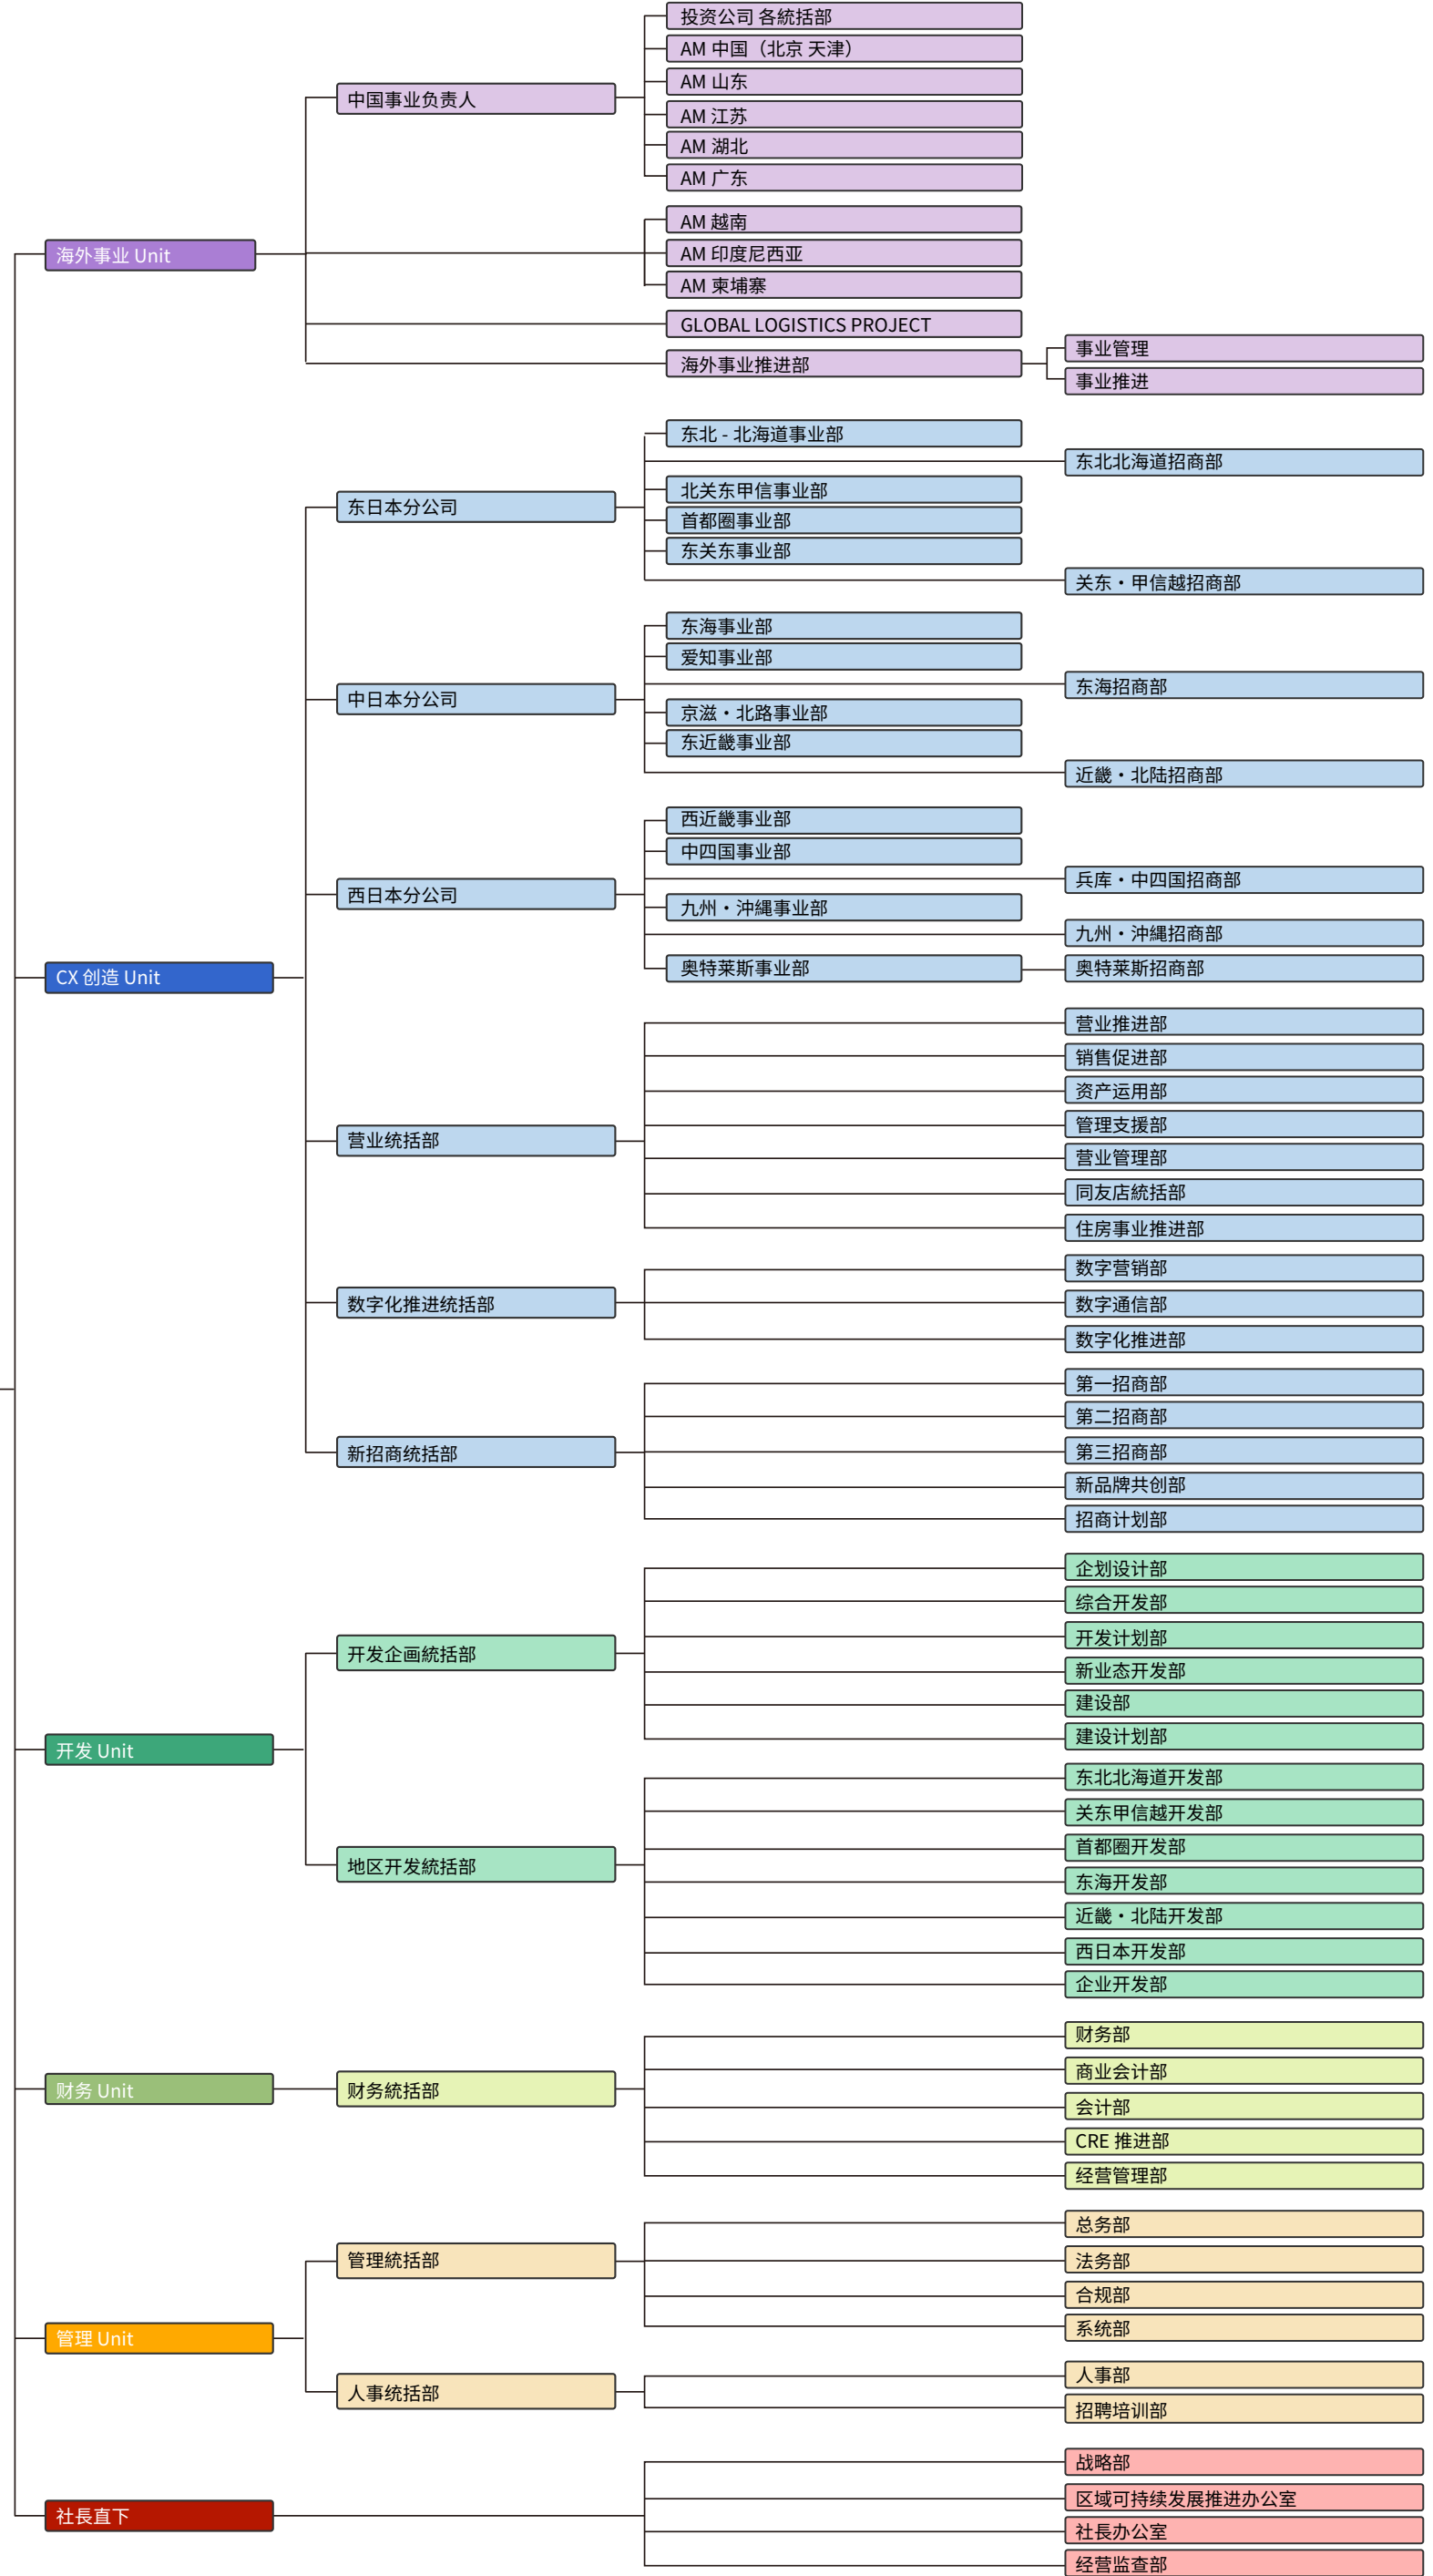 海外事业 Unit
中国事业负责人
投资公司 各統括部
AM 中国（北京 天津）
AM 山东
AM 江苏
AM 湖北
AM 广东
AM 越南
AM 印度尼西亚
AM 柬埔寨
GLOBAL LOGISTICS PROJECT
海外事业推进部
事业管理
事业推进
CX 创造 Unit
东日本分公司
东北 - 北海道事业部
东北北海道招商部
北关东甲信事业部
首都圈事业部
东关东事业部
关东・甲信越招商部
中日本分公司
东海事业部
爱知事业部
东海招商部
京滋・北路事业部
东近畿事业部
近畿・北陆招商部
西日本分公司
西近畿事业部
中四国事业部
兵库・中四国招商部
九州・沖縄事业部
九州・沖縄招商部
奥特莱斯事业部
奥特莱斯招商部
营业统括部
营业推进部
销售促进部
资产运用部
管理支援部
营业管理部
同友店統括部
住房事业推进部
数字化推进统括部
数字营销部
数字通信部
数字化推进部
新招商统括部
第一招商部
第二招商部
第三招商部
新品牌共创部
招商计划部
开发 Unit
开发企画統括部
企划设计部
综合开发部
开发计划部
新业态开发部
建设部
建设计划部
地区开发統括部
东北北海道开发部
关东甲信越开发部
首都圈开发部
东海开发部
近畿・北陆开发部
西日本开发部
企业开发部
财务 Unit
财务統括部
财务部
商业会计部
会计部
CRE 推进部
经营管理部
管理 Unit
管理統括部
总务部
法务部
合规部
系统部
人事统括部
人事部
招聘培训部
社長直下
战略部
区域可持续发展推进办公室
社長办公室
经营监查部